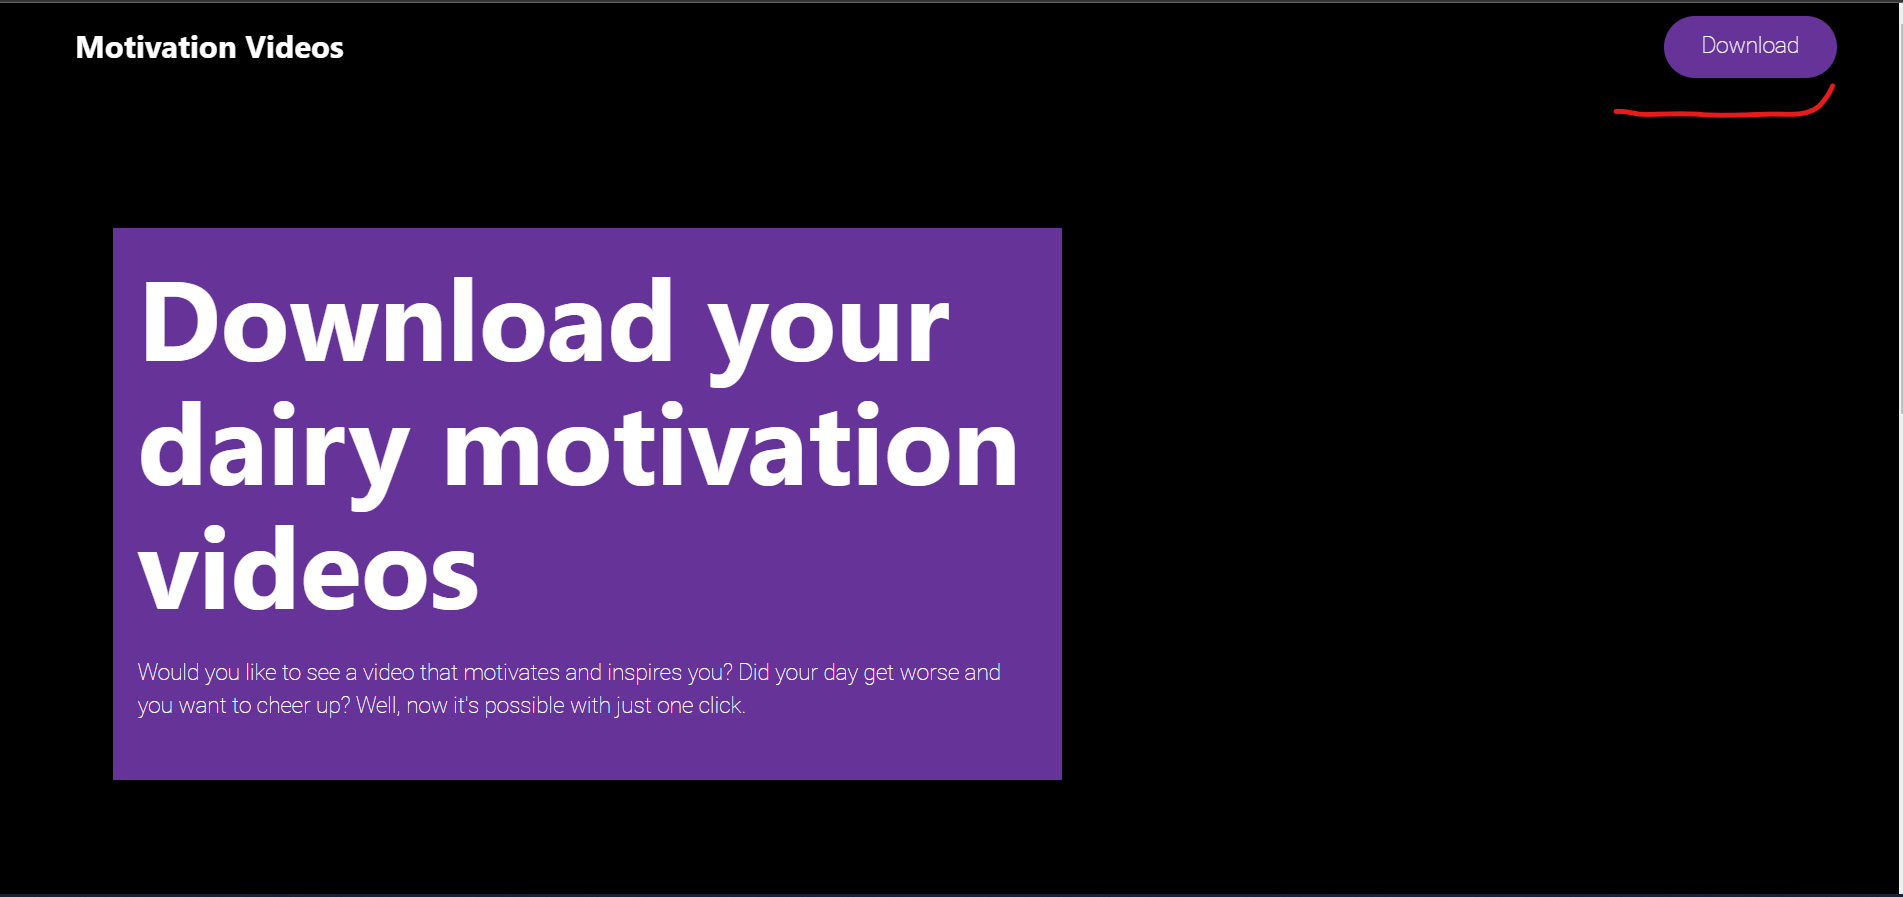 Motivation Videos
Download
Download your
dairy motivation
videos
Would you like to see a video that motivates and inspires you? Did your day get worse and
you want to cheer up? Well, now it's possible with just one click.